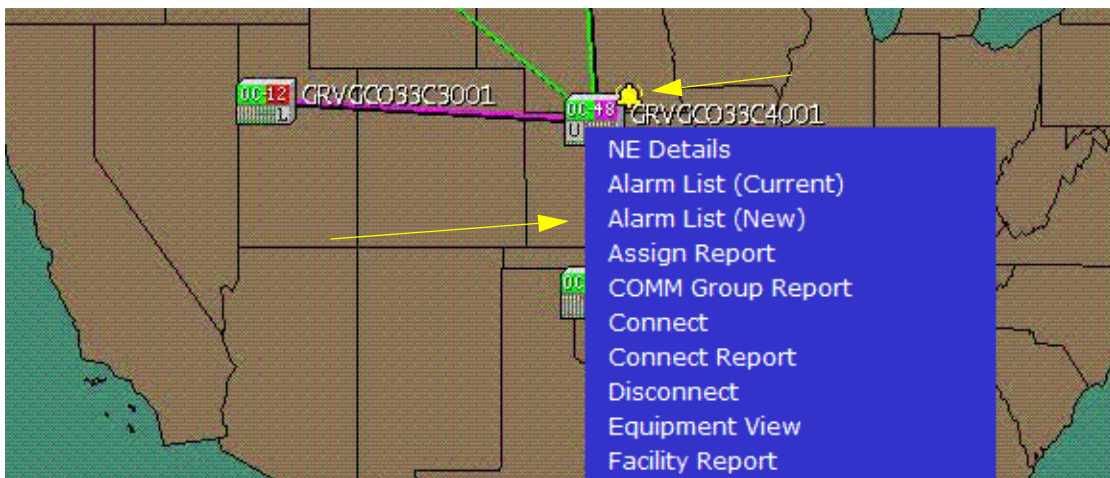 OC-12
L
GRVGCO33C3001
OC-48
U
GRVGCO33C4001
NE Details
Alarm List (Current)
Alarm List (New)
Assign Report
OC
COMM Group Report
Connect
Connect Report
Disconnect
Equipment View
Facility Report